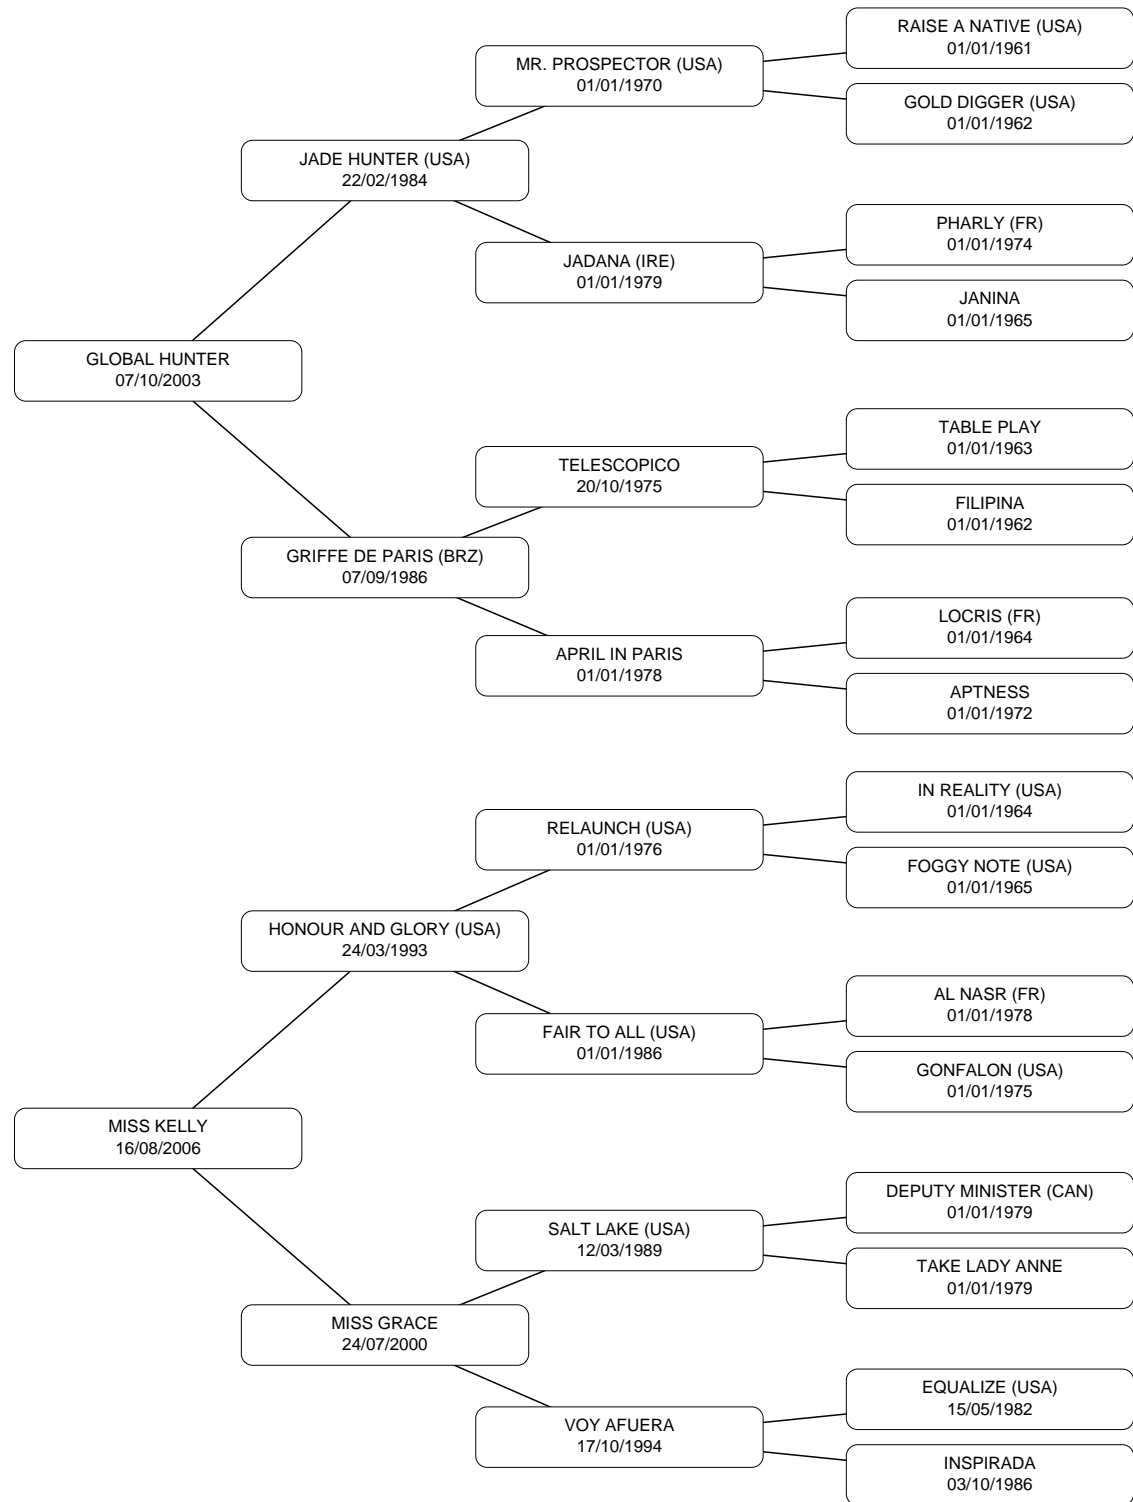 RAISE A NATIVE (USA)
01/01/1961
MR. PROSPECTOR (USA)
01/01/1970
GOLD DIGGER (USA)
01/01/1962
JADE HUNTER (USA)
22/02/1984
PHARLY (FR)
01/01/1974
JADANA (IRE)
01/01/1979
JANINA
01/01/1965
GLOBAL HUNTER
07/10/2003
TABLE PLAY
01/01/1963
TELESCOPICO
20/10/1975
FILIPINA
01/01/1962
GRIFFE DE PARIS (BRZ)
07/09/1986
LOCRIS (FR)
01/01/1964
APRIL IN PARIS
01/01/1978
APTNESS
01/01/1972
IN REALITY (USA)
01/01/1964
RELAUNCH (USA)
01/01/1976
FOGGY NOTE (USA)
01/01/1965
HONOUR AND GLORY (USA)
24/03/1993
AL NASR (FR)
01/01/1978
FAIR TO ALL (USA)
01/01/1986
GONFALON (USA)
01/01/1975
MISS KELLY
16/08/2006
DEPUTY MINISTER (CAN)
01/01/1979
SALT LAKE (USA)
12/03/1989
TAKE LADY ANNE
01/01/1979
MISS GRACE
24/07/2000
EQUALIZE (USA)
15/05/1982
VOY AFUERA
17/10/1994
INSPIRADA
03/10/1986